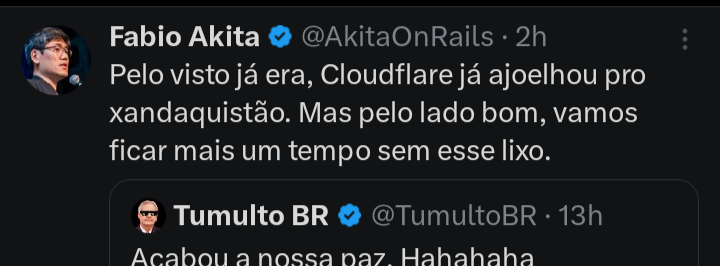 Fabio Akita @AkitaOnRails · 2h
Pelo visto já era, Cloudflare já ajoelhou pro
xandaquistão. Mas pelo lado bom, vamos
ficar mais um tempo sem esse lixo.
Tumulto BR @TumultoBR · 13h
Acabou a nossa paz. Hahahaha